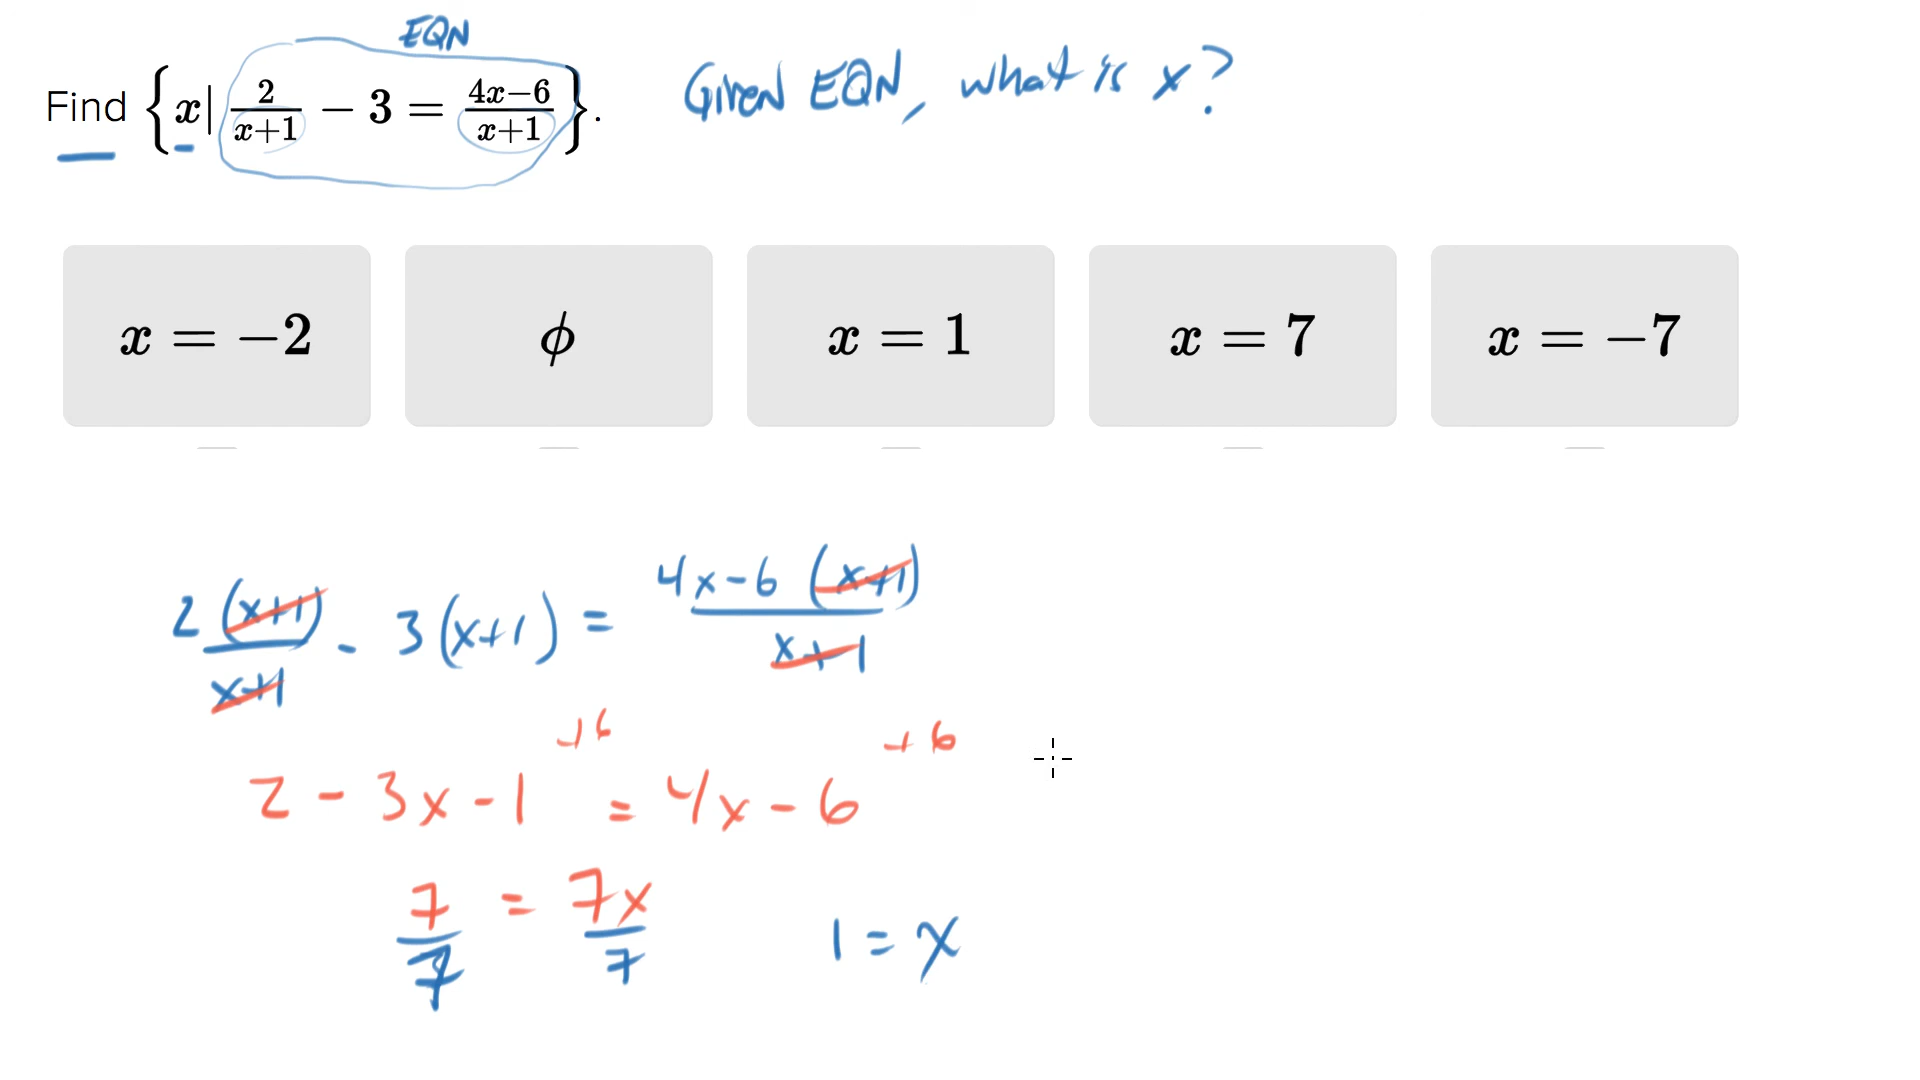 EQN
Find {x| 2/(x+1) − 3 = (4x−6)/(x+1)}.
Given EQN, what is x?
x = −2
ϕ
x = 1
x = 7
x = −7
2(x+1)/(x+1) - 3(x+1) = 4x-6(x+1)/(x+1)
+6 +6
2 - 3x - 1 = 4x - 6
7/7 = 7x/7
1 = x